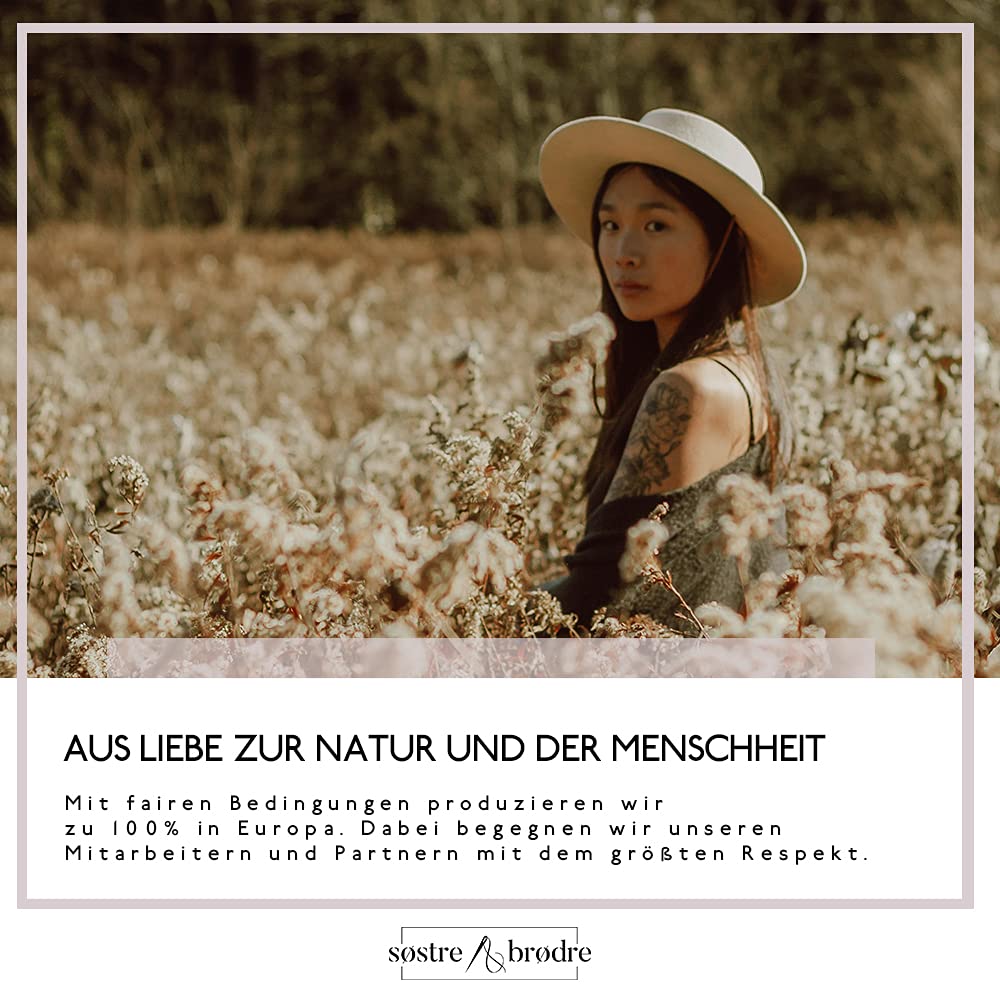 AUS LIEBE ZUR NATUR UND DER MENSCHHEIT
Mit fairen Bedingungen produzieren wir
zu 100% in Europa. Dabei begegnen wir unseren
Mitarbeitern und Partnern mit dem größten Respekt.
søstre & brødre